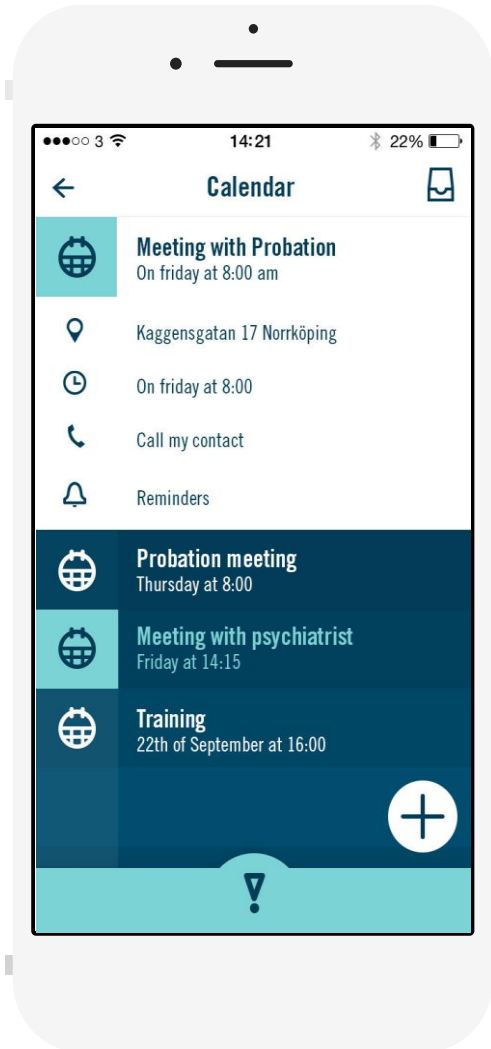 3 14:21 22%
Calendar
Meeting with Probation
On friday at 8:00 am
Kaggensgatan 17 Norrköping
On friday at 8:00
Call my contact
Reminders
Probation meeting
Thursday at 8:00
Meeting with psychiatrist
Friday at 14:15
Training
22th of September at 16:00